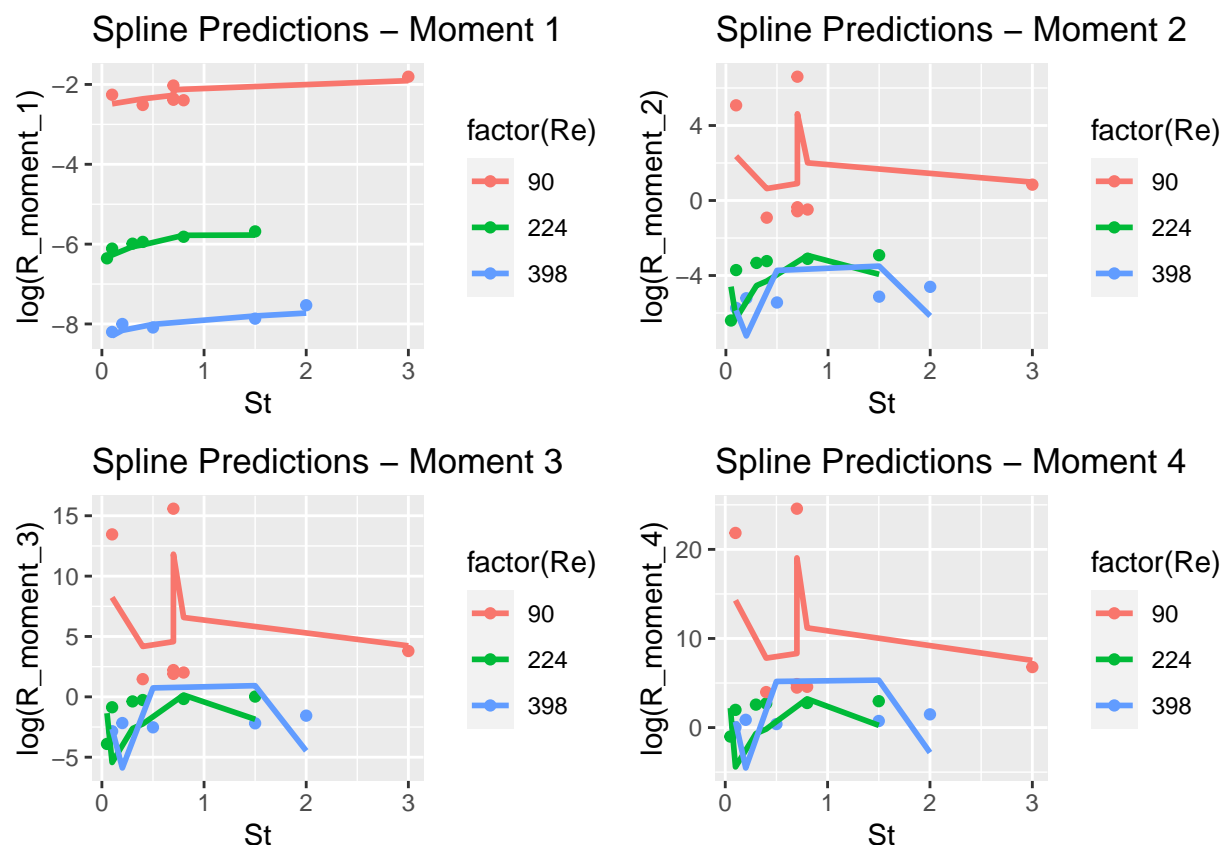 Spline Predictions – Moment 1
log(R_moment_1)
−2
−4
−6
−8
0
1
2
3
St
factor(Re)
90
224
398
Spline Predictions – Moment 2
log(R_moment_2)
4
0
−4
0
1
2
3
St
factor(Re)
90
224
398
Spline Predictions – Moment 3
log(R_moment_3)
15
10
5
0
−5
0
1
2
3
St
factor(Re)
90
224
398
Spline Predictions – Moment 4
log(R_moment_4)
20
10
0
0
1
2
3
St
factor(Re)
90
224
398